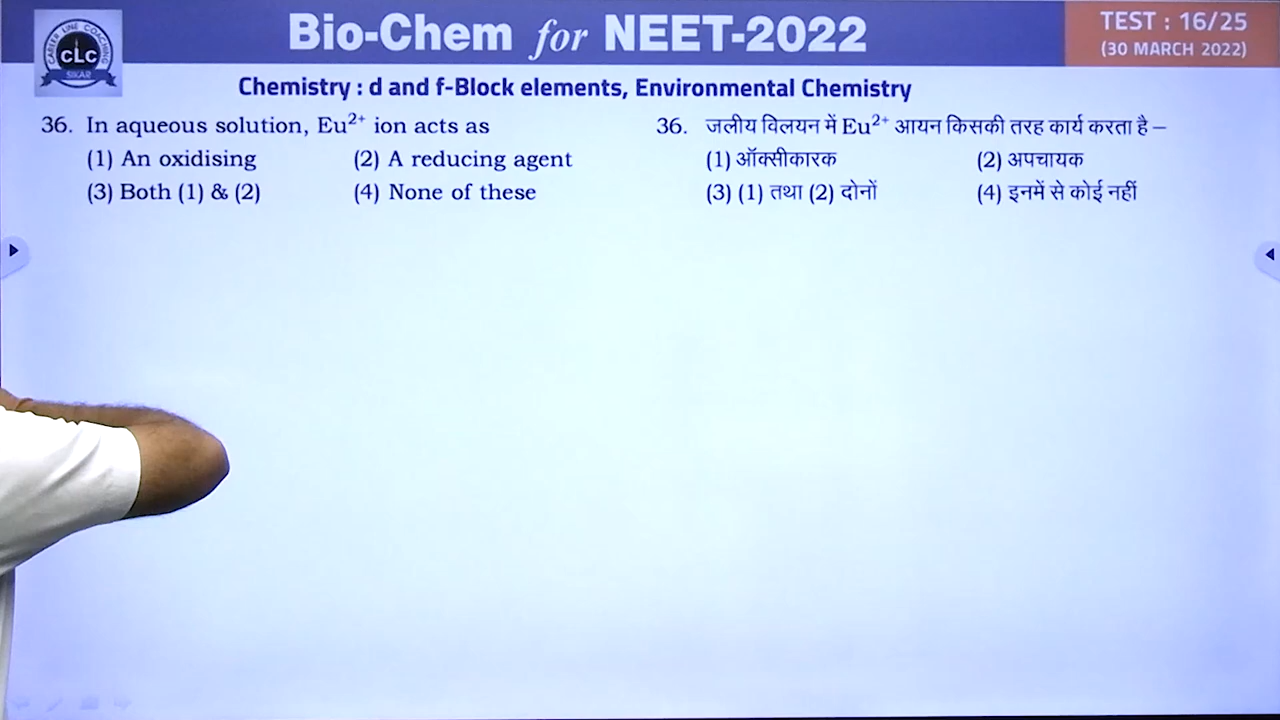 Bio-Chem for NEET-2022
TEST : 16/25
(30 MARCH 2022)
CAREER LINE COACHING
CLC
SIKAR
Chemistry : d and f-Block elements, Environmental Chemistry
36. In aqueous solution, Eu²⁺ ion acts as
(1) An oxidising (2) A reducing agent
(3) Both (1) & (2) (4) None of these
36. जलीय विलयन में Eu²⁺ आयन किसकी तरह कार्य करता है –
(1) ऑक्सीकारक (2) अपचायक
(3) (1) तथा (2) दोनों (4) इनमें से कोई नहीं